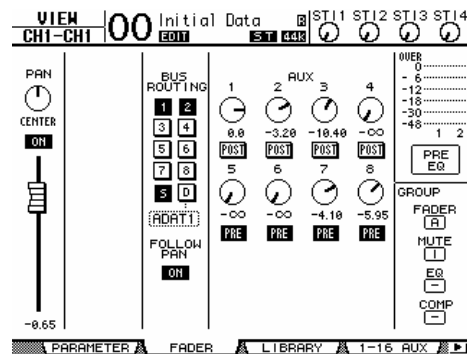 VIEW
CH1-CH1
00 Initial Data
EDIT
ST 44K
STI1 STI2 STI3 STI4
PAN
CENTER
ON
-0.65
BUS
ROUTING
1 2
3 4
5 6
7 8
S D
ADAT1
FOLLOW
PAN
ON
AUX
1 2 3 4
0.0 -3.20 -10.40 -∞
POST POST POST POST
5 6 7 8
-∞ -∞ -4.10 -5.95
PRE PRE PRE PRE
OVER
0
- 6
-12
-18
-30
-48
1 2
PRE
EQ
GROUP
FADER
A
MUTE
I
EQ
-
COMP
-
PARAMETER FADER LIBRARY 1-16 AUX